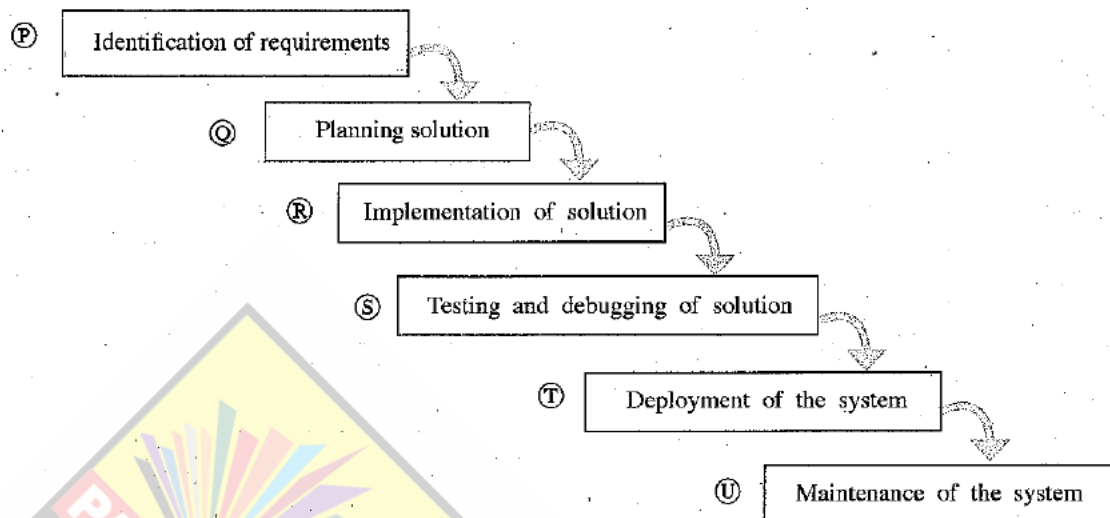 Ⓟ Identification of requirements
Ⓠ Planning solution
Ⓡ Implementation of solution
Ⓢ Testing and debugging of solution
Ⓣ Deployment of the system
Ⓤ Maintenance of the system
P